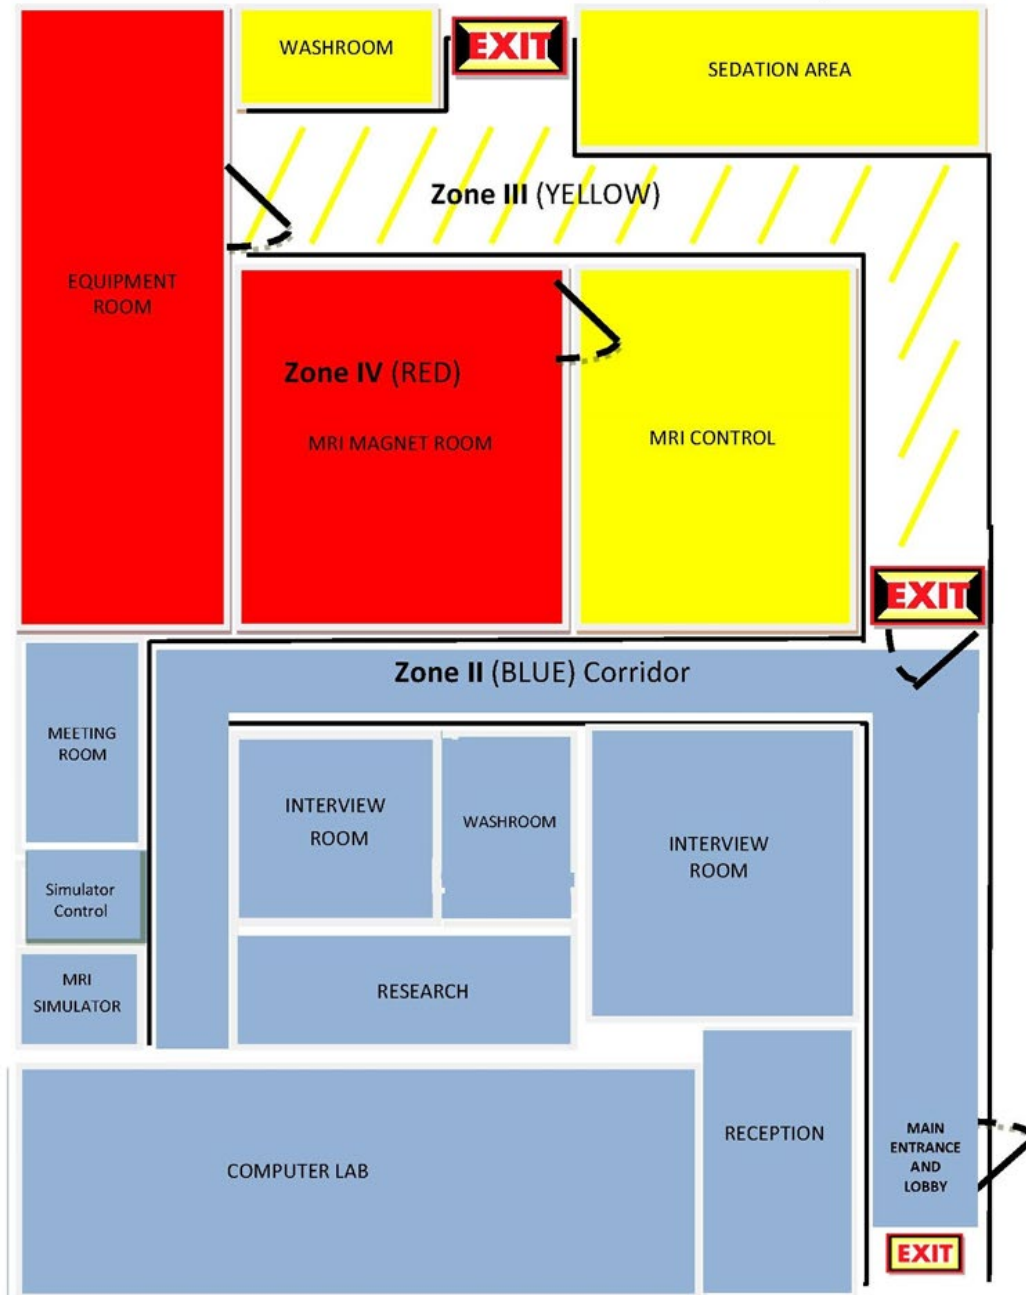 WASHROOM
EXIT
SEDATION AREA
Zone III (YELLOW)
EQUIPMENT
ROOM
Zone IV (RED)
MRI MAGNET ROOM
MRI CONTROL
EXIT
Zone II (BLUE) Corridor
MEETING
ROOM
INTERVIEW
ROOM
WASHROOM
INTERVIEW
ROOM
Simulator
Control
MRI
SIMULATOR
RESEARCH
COMPUTER LAB
RECEPTION
MAIN
ENTRANCE
AND
LOBBY
EXIT